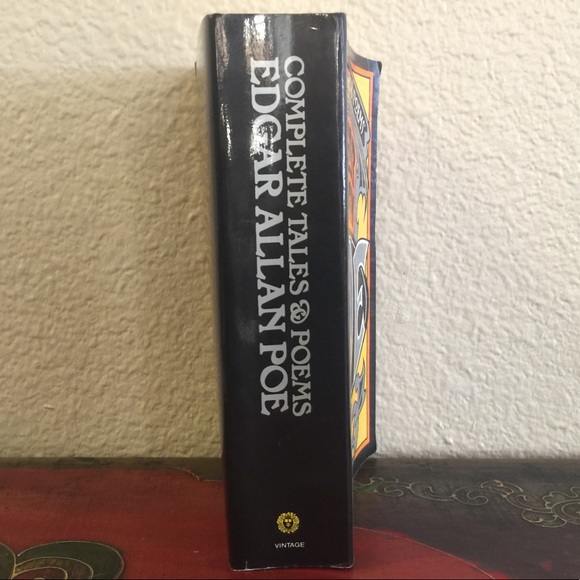 COMPLETE TALES & POEMS
EDGAR ALLAN POE
VINTAGE